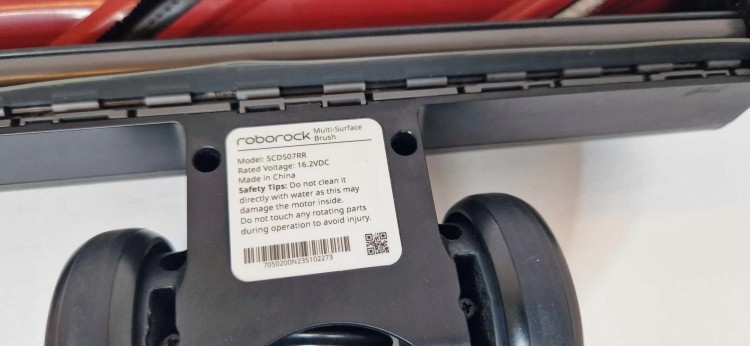 roborock Multi-Surface Brush
Model: SCDS07RR
Rated Voltage: 16.2VDC
Made in China
Safety Tips: Do not clean it
directly with water as this may
damage the motor inside.
Do not touch any rotating parts
during operation to avoid injury.
7050200N23S102273